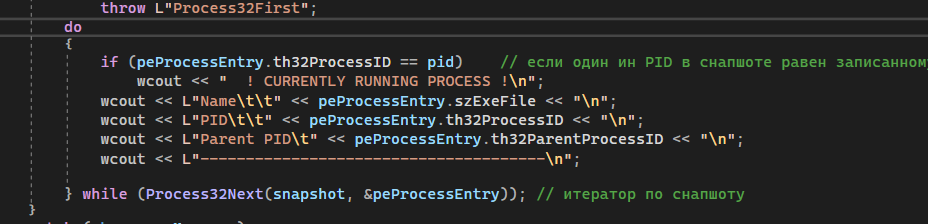 throw L"Process32First";
do
{
if (peProcessEntry.th32ProcessID == pid) // если один ин PID в снапшоте равен записанному
wcout << "  ! CURRENTLY RUNNING PROCESS !\n";
wcout << L"Name\t\t" << peProcessEntry.szExeFile << "\n";
wcout << L"PID\t\t" << peProcessEntry.th32ProcessID << "\n";
wcout << L"Parent PID\t" << peProcessEntry.th32ParentProcessID << "\n";
wcout << L"--------------------------------------\n";
} while (Process32Next(snapshot, &peProcessEntry)); // итератор по снапшоту
}